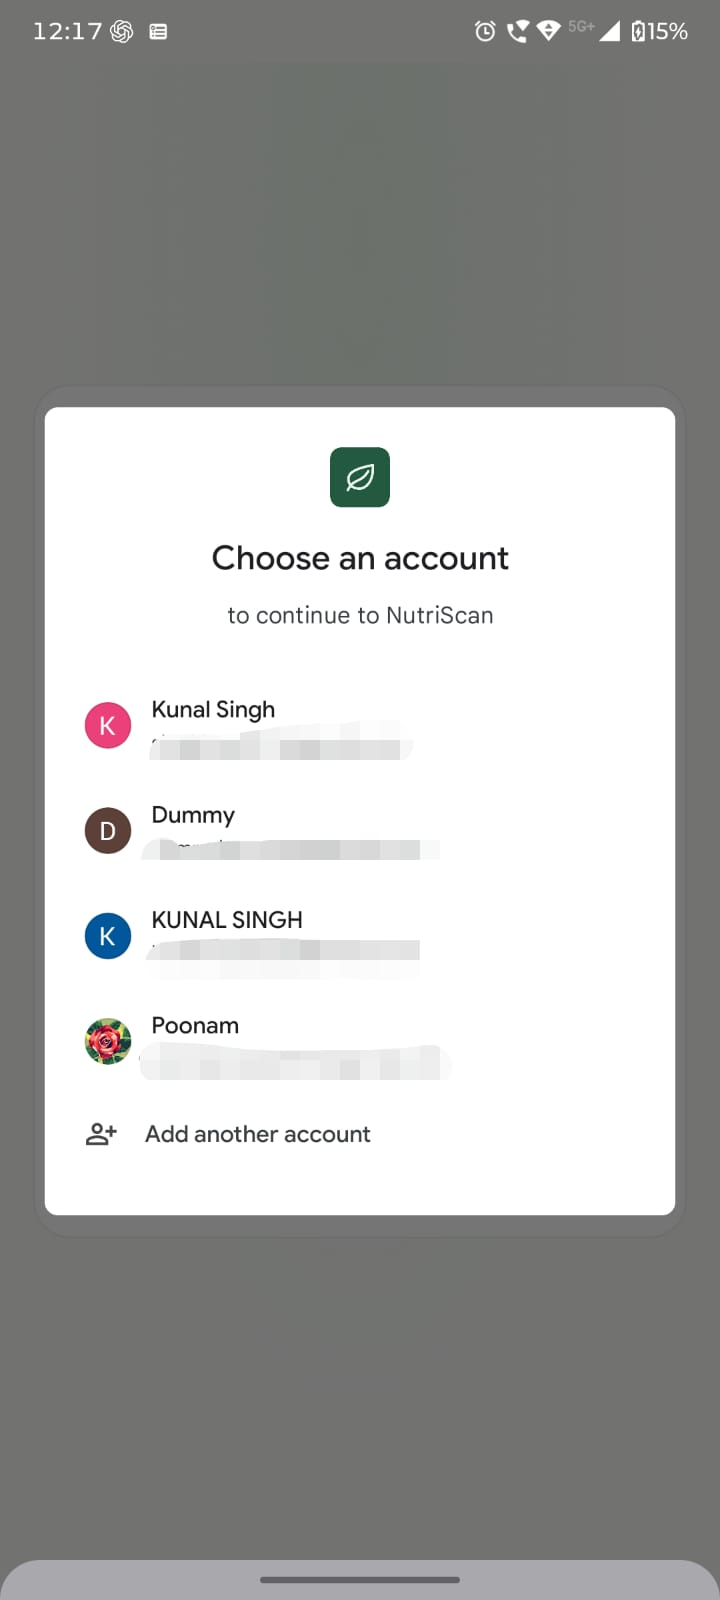 12:17
5G+
15%
Choose an account
to continue to NutriScan
K
Kunal Singh
D
Dummy
K
KUNAL SINGH
Poonam
Add another account